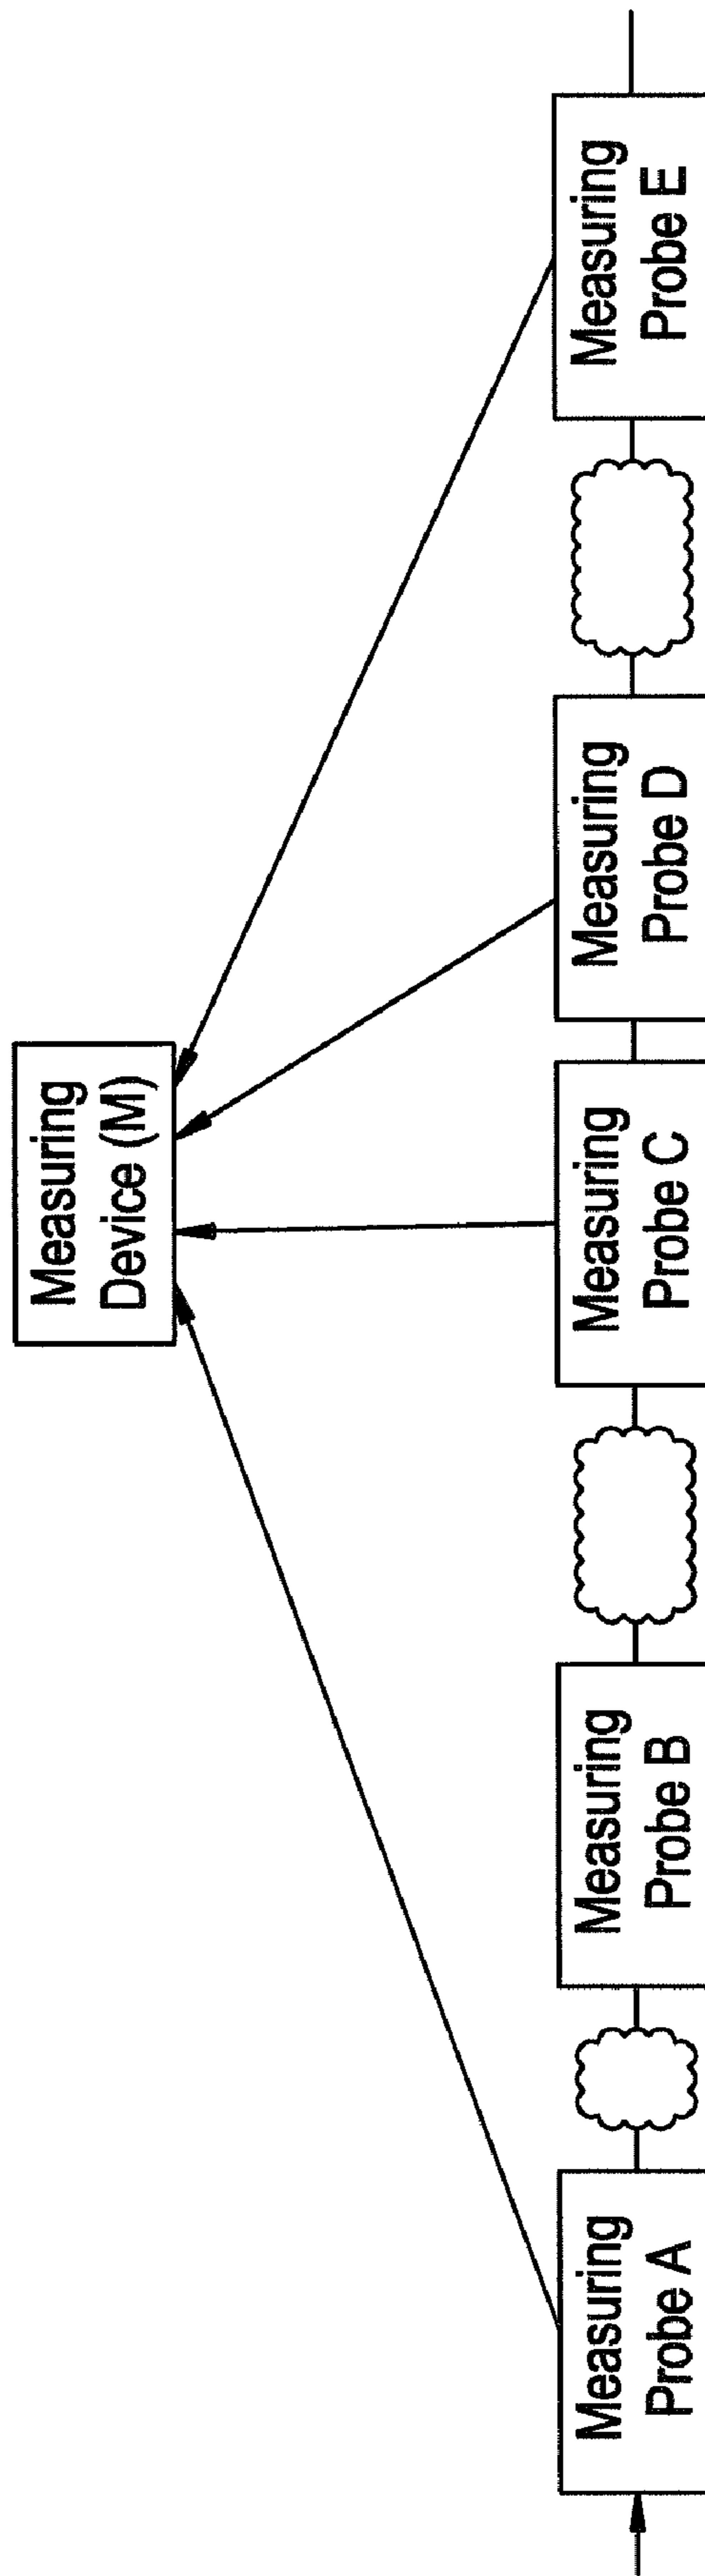 Measuring
Device (M)
Measuring
Probe A
Measuring
Probe B
Measuring
Probe C
Measuring
Probe D
Measuring
Probe E